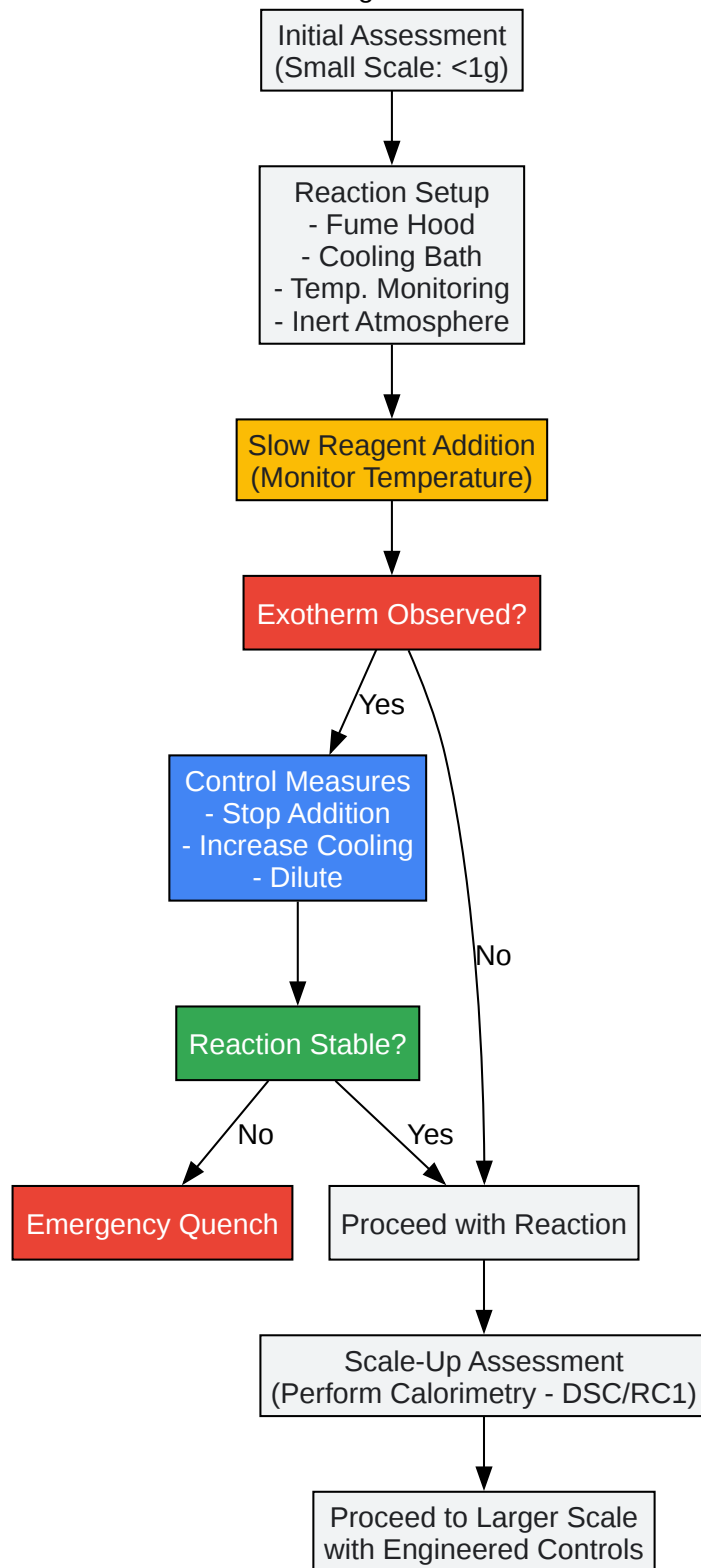 Initial Assessment
(Small Scale: <1g)
Reaction Setup
- Fume Hood
- Cooling Bath
- Temp. Monitoring
- Inert Atmosphere
Slow Reagent Addition
(Monitor Temperature)
Exotherm Observed?
Yes
Control Measures
- Stop Addition
- Increase Cooling
- Dilute
No
Reaction Stable?
No
Yes
Emergency Quench
Proceed with Reaction
Scale-Up Assessment
(Perform Calorimetry - DSC/RC1)
Proceed to Larger Scale
with Engineered Controls